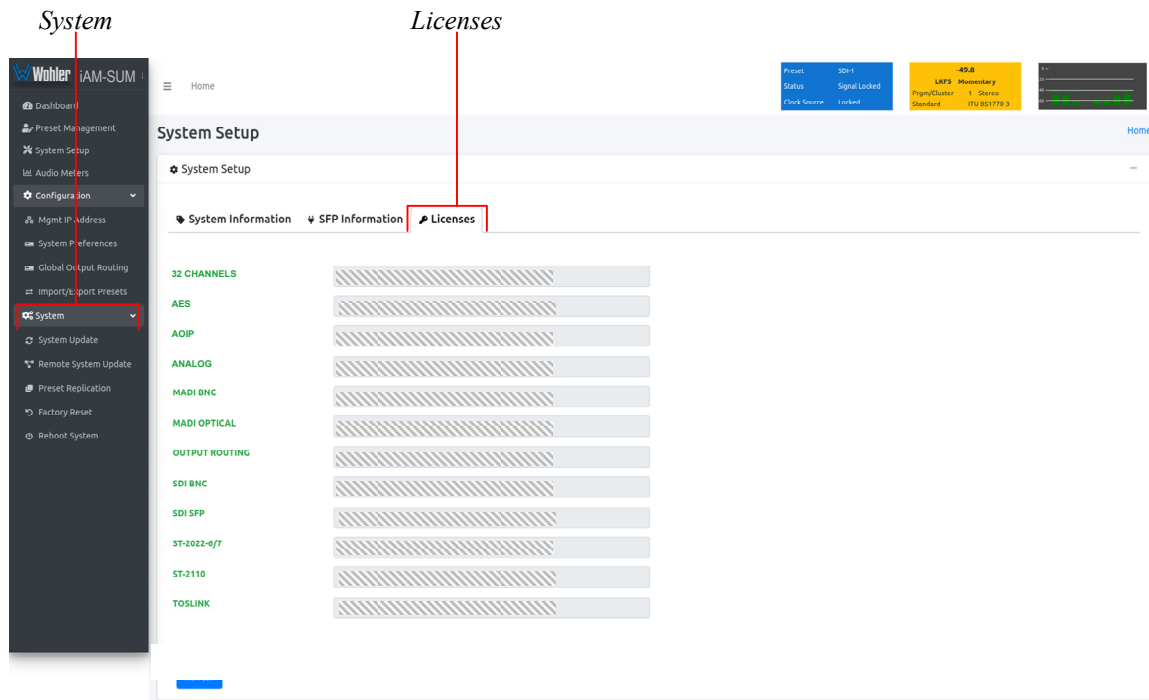 System Licenses
Wohler iAM-SUM
Home
Preset SDI-1
Status Signal Locked
Clock Source Locked
-49.8
LKFS Momentary
Prgm/Cluster 1 Stereo
Standard ITU BS1770 3
Dashboard
Preset Management
System Setup
Audio Meters
Configuration
Mgmt IP Address
System Preferences
Global Output Routing
Import/Export Presets
System
System Update
Remote System Update
Preset Replication
Factory Reset
Reboot System
System Setup
Home
System Setup
System Information SFP Information Licenses
32 CHANNELS
AES
AOIP
ANALOG
MADI BNC
MADI OPTICAL
OUTPUT ROUTING
SDI BNC
SDI SFP
ST-2022-6/7
ST-2110
TOSLINK